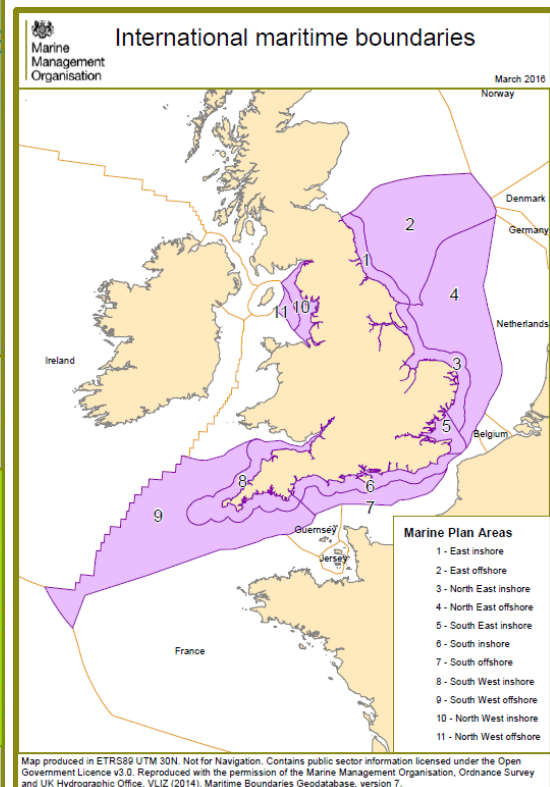 Marine
Management
Organisation
International maritime boundaries
March 2016
Norway
Denmark
Germany
2
1
4
11 10
Netherlands
3
Ireland
5
Belgium
8
6
9
7
Guernsey
Jersey
France
Marine Plan Areas
1 - East inshore
2 - East offshore
3 - North East inshore
4 - North East offshore
5 - South East inshore
6 - South inshore
7 - South offshore
8 - South West inshore
9 - South West offshore
10 - North West inshore
11 - North West offshore
Map produced in ETRS89 UTM 30N. Not for Navigation. Contains public sector information licensed under the Open
Government Licence v3.0. Reproduced with the permission of the Marine Management Organisation, Ordnance Survey
and UK Hydrographic Office. VLIZ (2014). Maritime Boundaries Geodatabase, version 7.